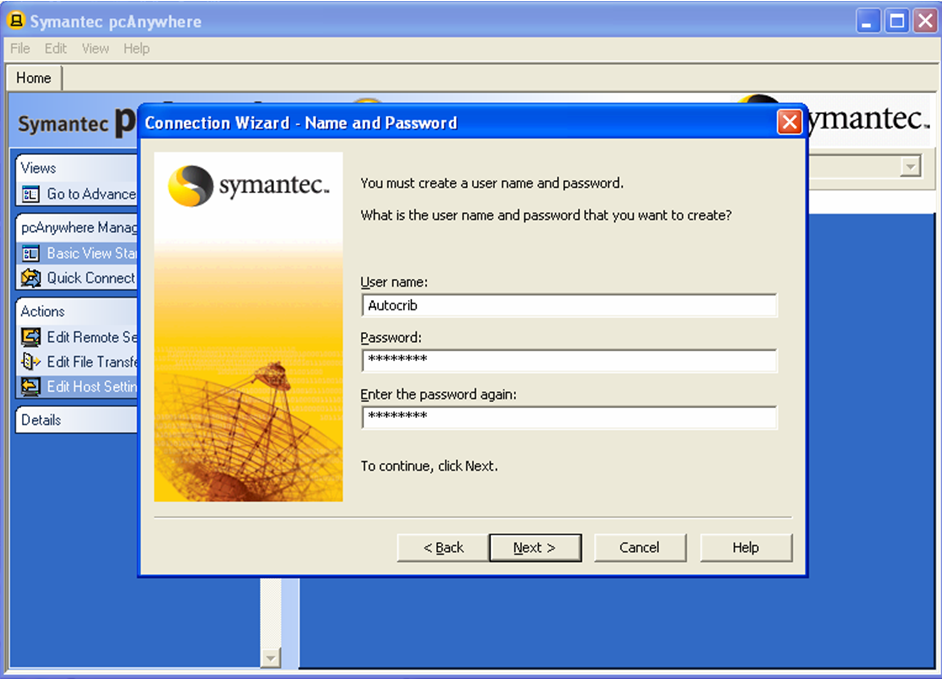 Symantec pcAnywhere
File Edit View Help
Home
Symantec p
ymantec.
Connection Wizard - Name and Password
Views
Go to Advance
pcAnywhere Manag
Basic View Sta
Quick Connect
Actions
Edit Remote Se
Edit File Transfe
Edit Host Settin
Details
symantec.
You must create a user name and password.
What is the user name and password that you want to create?
User name:
Autocrib
Password:
********
Enter the password again:
********
To continue, click Next.
< Back Next > Cancel Help